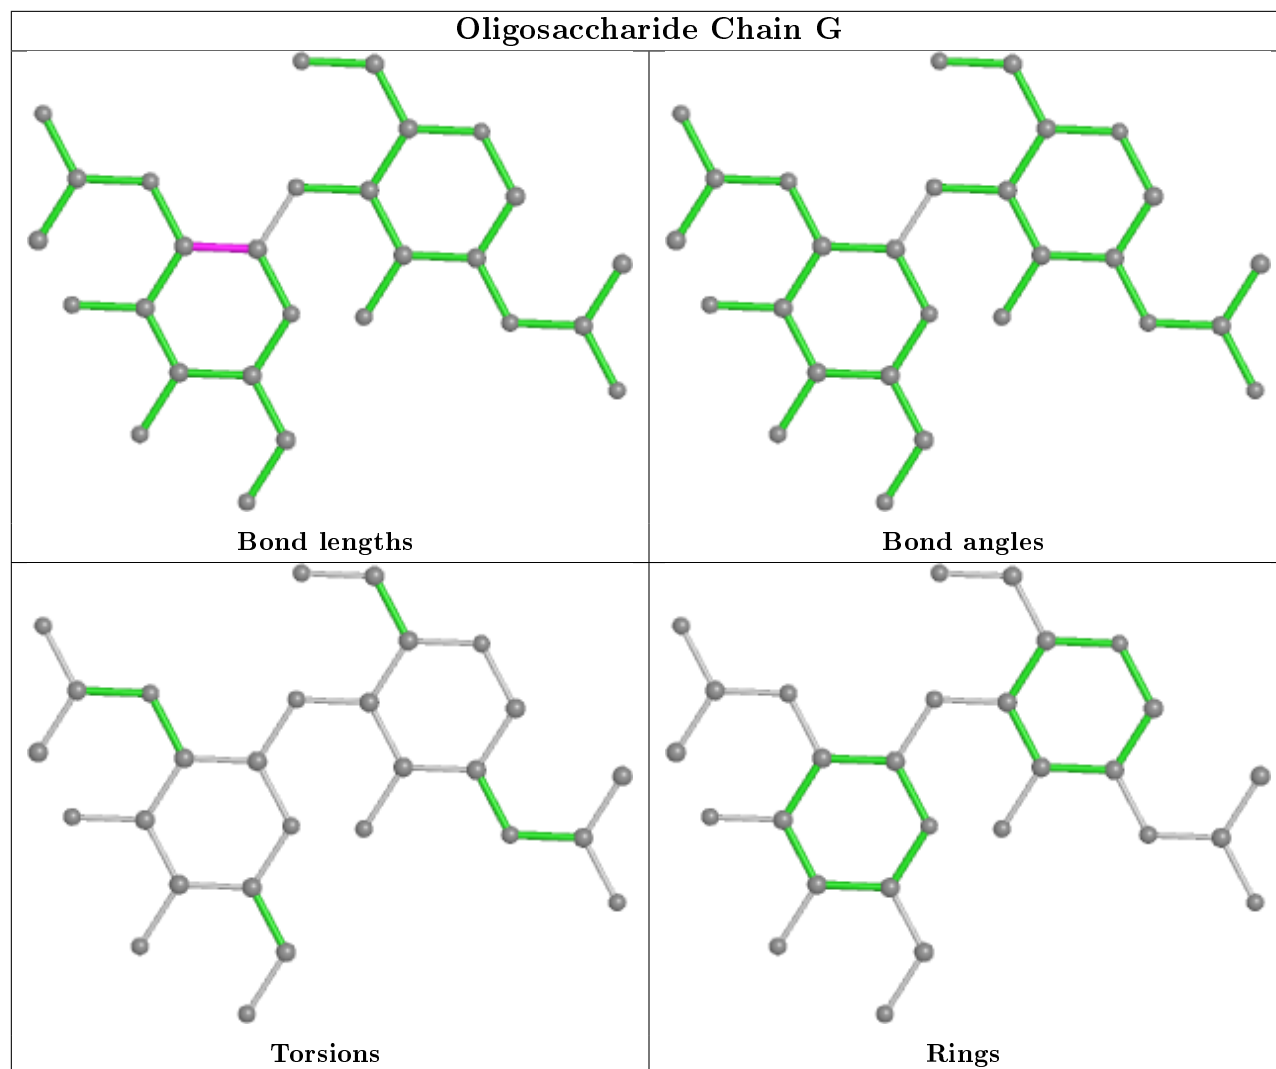 Oligosaccharide Chain G
Bond lengths
Bond angles
Torsions
Rings